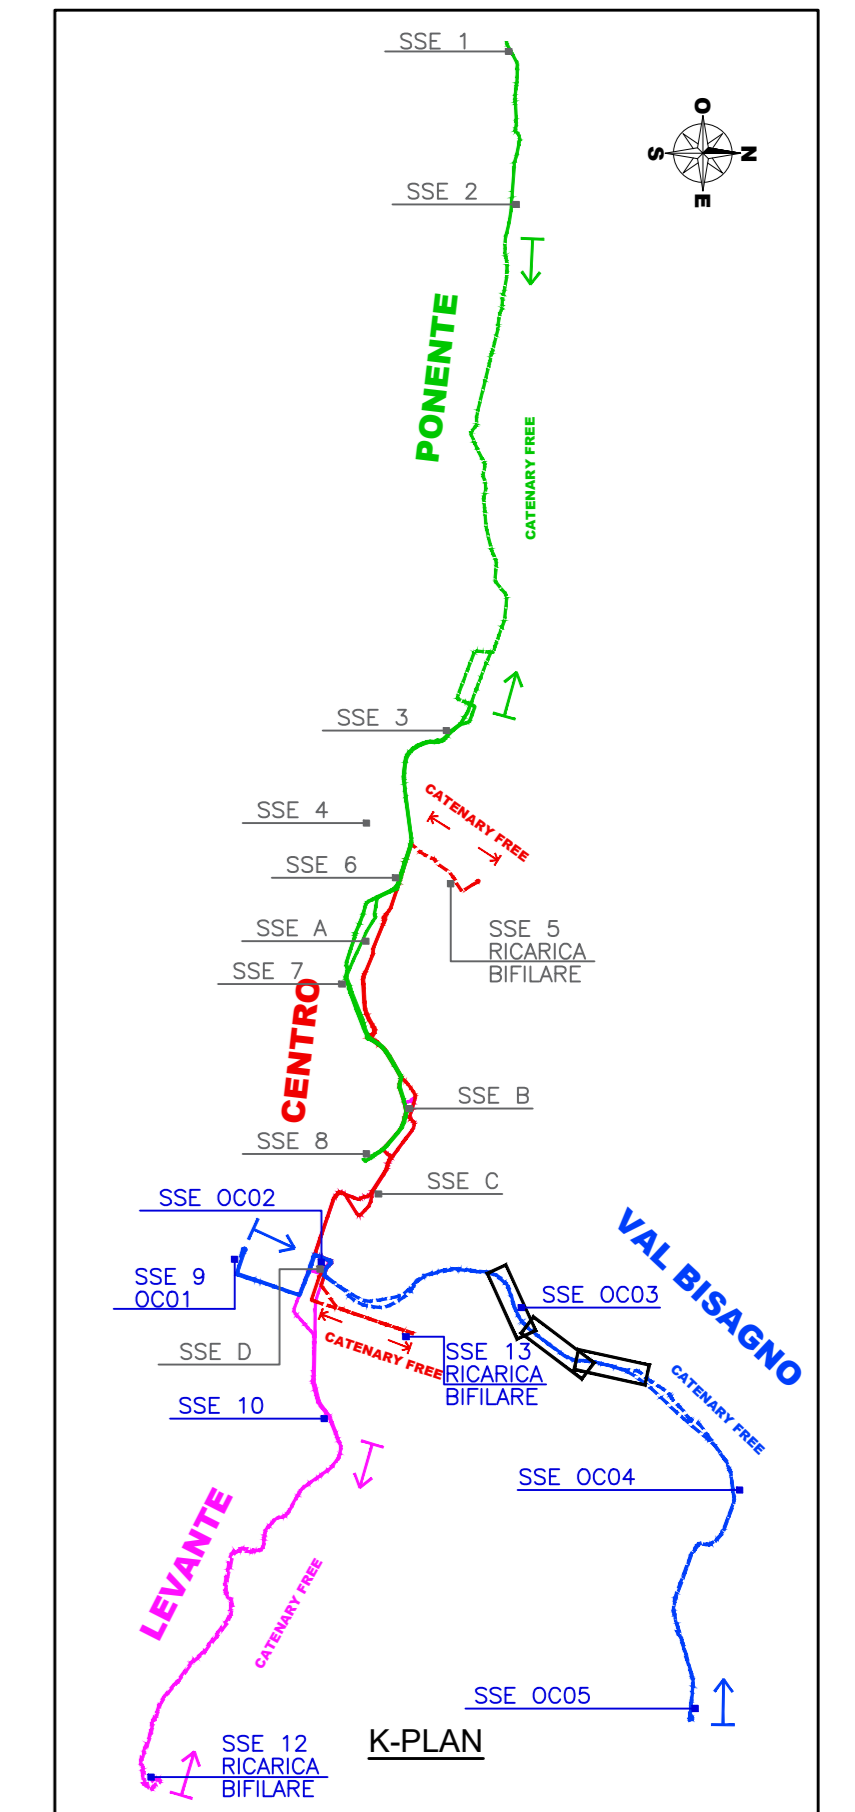 SSE 1
O
S
N
E
SSE 2
PONENTE
CATENARY FREE
SSE 3
SSE 4
CATENARY FREE
SSE 6
SSE A
SSE 5
RICARICA
BIFILARE
SSE 7
CENTRO
SSE B
SSE 8
SSE C
SSE OC02
VAL BISAGNO
SSE 9
OC01
SSE OC03
SSE D
CATENARY FREE
SSE 13
RICARICA
BIFILARE
CATENARY FREE
SSE 10
SSE OC04
LEVANTE
CATENARY FREE
SSE OC05
K-PLAN
SSE 12
RICARICA
BIFILARE